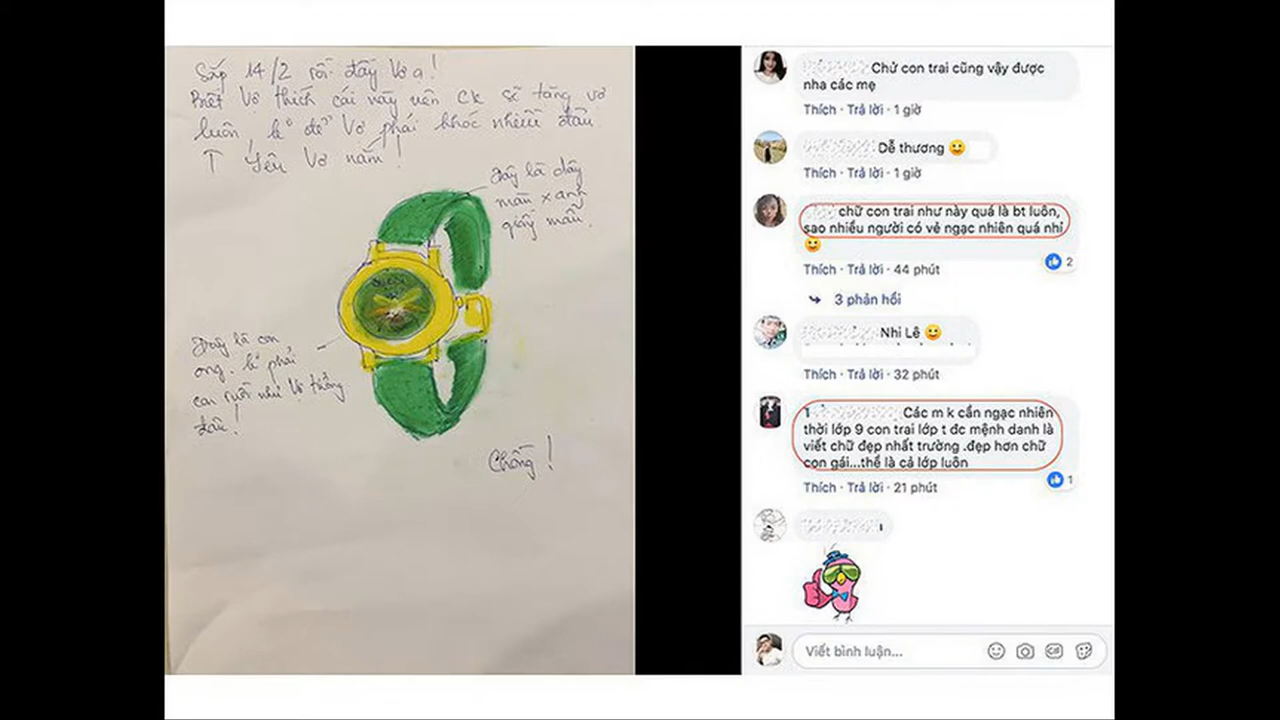 Sắp 14/2 rồi đấy Vợ ạ!
Biết Vợ thích cái này nên CK sẽ tặng vợ
luôn, k° để Vợ phải khóc nhiều đâu.
T Yêu Vợ nắm!
Đây là dây
màu xanh
giấy mầu.
Đây là con
ong. k° phải
con ruồi như Vợ tưởng
đâu!
Chồng!
Chử con trai cũng vậy được
nha các mẹ
Thích · Trả lời · 1 giờ
Dễ thương
Thích · Trả lời · 1 giờ
chữ con trai như này quá là bt luôn,
sao nhiều người có vẻ ngạc nhiên quá nhỉ
2
Thích · Trả lời · 44 phút
3 phản hồi
Nhi Lê
Thích · Trả lời · 32 phút
Các m k cần ngạc nhiên
thời lớp 9 con trai lớp t đc mệnh danh là
viết chữ đẹp nhất trường .đẹp hơn chữ
con gái...thế là cả lớp luôn
1
Thích · Trả lời · 21 phút
Viết bình luận...